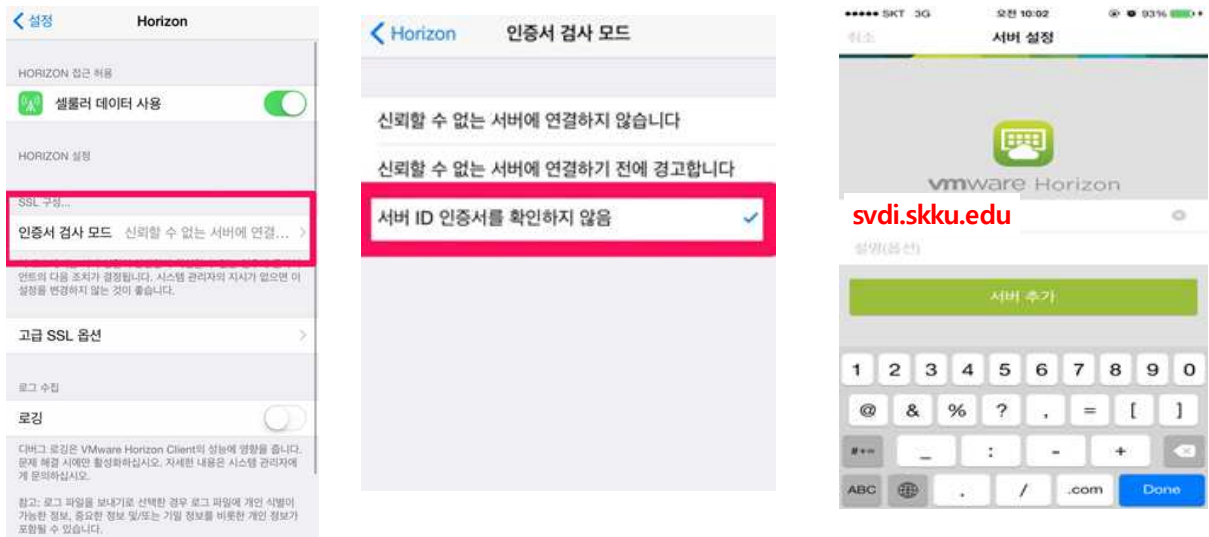 설정
Horizon
HORIZON 접근 허용
셀룰러 데이터 사용
HORIZON 설정
SSL 구성...
인증서 검사 모드 신뢰할 수 없는 서버에 연결...
언트의 다음 조치가 결정됩니다. 시스템 관리자의 지시가 없으면 이
설정을 변경하지 않는 것이 좋습니다.
고급 SSL 옵션
로그 수집
로깅
디버그 로깅은 VMware Horizon Client의 성능에 영향을 줍니다.
문제 해결 시에만 활성화하십시오. 자세한 내용은 시스템 관리자에
게 문의하십시오.
참고: 로그 파일을 보내기로 선택한 경우 로그 파일에 개인 식별이
가능한 정보, 중요한 정보 및/또는 기밀 정보를 비롯한 개인 정보가
포함될 수 있습니다.
Horizon
인증서 검사 모드
신뢰할 수 없는 서버에 연결하지 않습니다
신뢰할 수 없는 서버에 연결하기 전에 경고합니다
서버 ID 인증서를 확인하지 않음
SKT 3G 오전 10:02 93%
취소
서버 설정
vmware Horizon
svdi.skku.edu
설명(옵션)
서버 추가
1 2 3 4 5 6 7 8 9 0
@ & % ? , = [ ]
#+= _ : - +
ABC . / .com Done